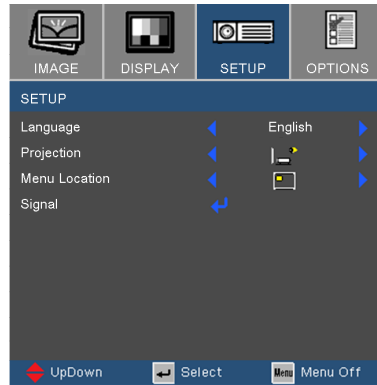 IMAGE DISPLAY SETUP OPTIONS
SETUP
Language English
Projection
Menu Location
Signal
UpDown Select Menu Menu Off